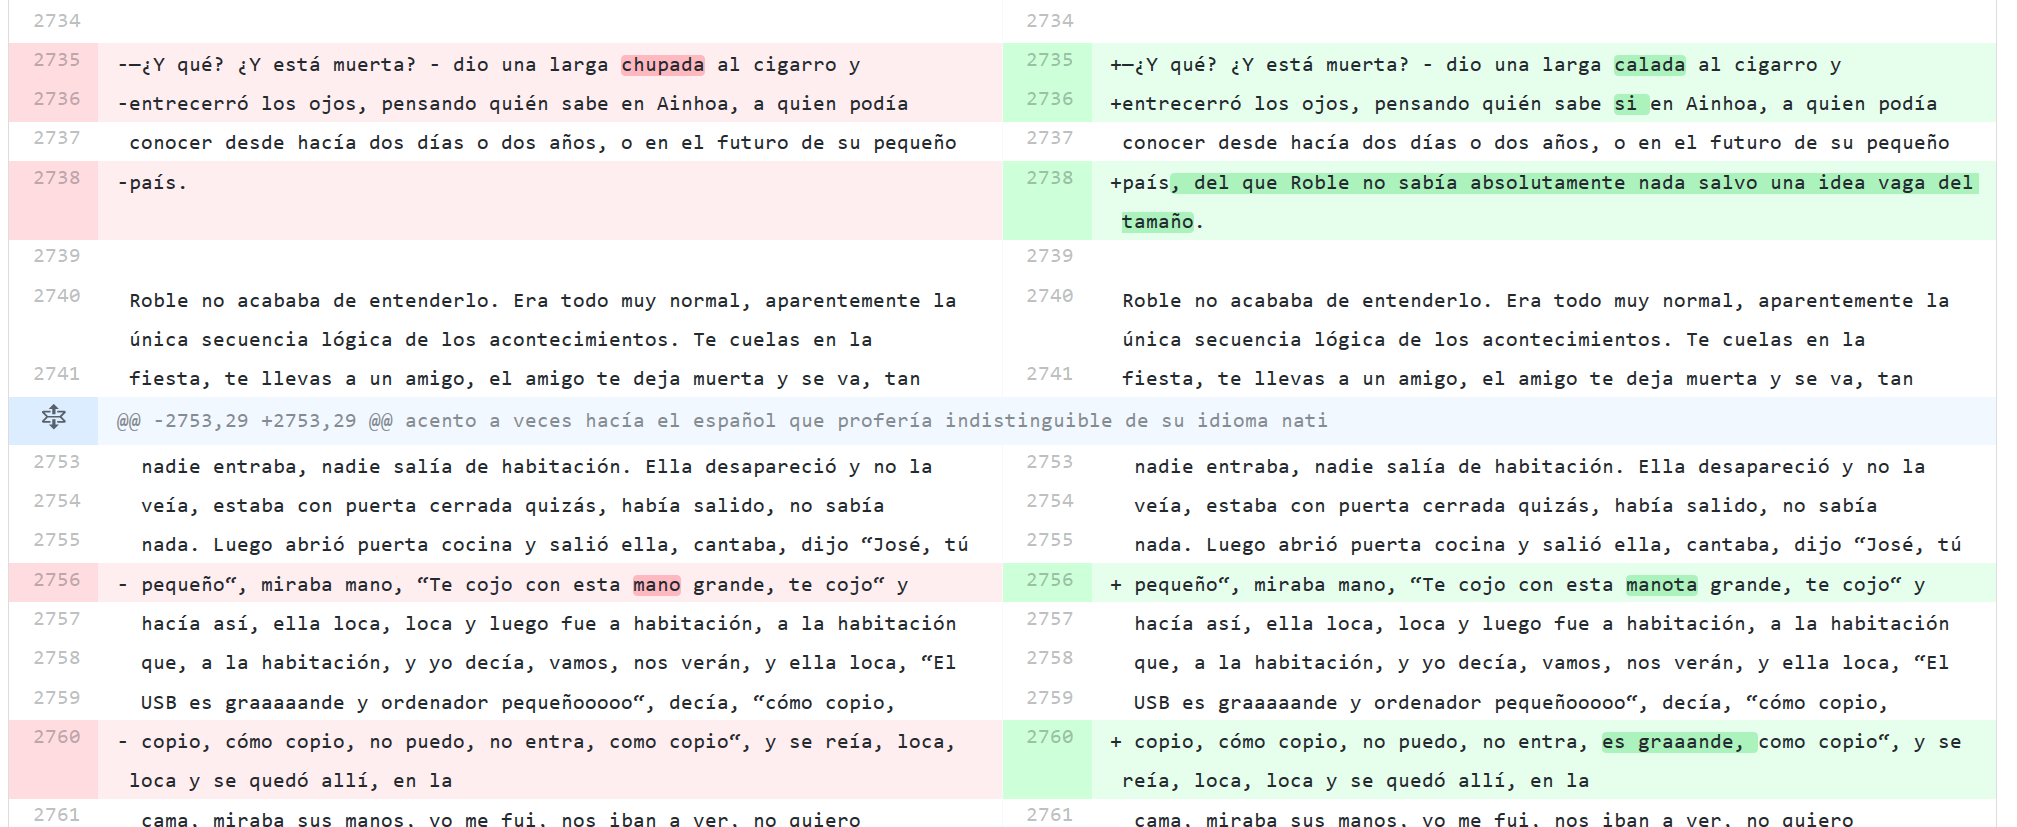 2734 2734
2735 -—¿Y qué? ¿Y está muerta? - dio una larga chupada al cigarro y 2735 +—¿Y qué? ¿Y está muerta? - dio una larga calada al cigarro y
2736 -entrecerró los ojos, pensando quién sabe en Ainhoa, a quien podía 2736 +entrecerró los ojos, pensando quién sabe si en Ainhoa, a quien podía
2737 conocer desde hacía dos días o dos años, o en el futuro de su pequeño 2737 conocer desde hacía dos días o dos años, o en el futuro de su pequeño
2738 -país. 2738 +país, del que Roble no sabía absolutamente nada salvo una idea vaga del
tamaño.
2739 2739
2740 Roble no acababa de entenderlo. Era todo muy normal, aparentemente la 2740 Roble no acababa de entenderlo. Era todo muy normal, aparentemente la
única secuencia lógica de los acontecimientos. Te cuelas en la única secuencia lógica de los acontecimientos. Te cuelas en la
2741 fiesta, te llevas a un amigo, el amigo te deja muerta y se va, tan 2741 fiesta, te llevas a un amigo, el amigo te deja muerta y se va, tan
@@ -2753,29 +2753,29 @@ acento a veces hacía el español que profería indistinguible de su idioma nati
2753 nadie entraba, nadie salía de habitación. Ella desapareció y no la 2753 nadie entraba, nadie salía de habitación. Ella desapareció y no la
2754 veía, estaba con puerta cerrada quizás, había salido, no sabía 2754 veía, estaba con puerta cerrada quizás, había salido, no sabía
2755 nada. Luego abrió puerta cocina y salió ella, cantaba, dijo “José, tú 2755 nada. Luego abrió puerta cocina y salió ella, cantaba, dijo “José, tú
2756 - pequeño“, miraba mano, “Te cojo con esta mano grande, te cojo“ y 2756 + pequeño“, miraba mano, “Te cojo con esta manota grande, te cojo“ y
2757 hacía así, ella loca, loca y luego fue a habitación, a la habitación 2757 hacía así, ella loca, loca y luego fue a habitación, a la habitación
2758 que, a la habitación, y yo decía, vamos, nos verán, y ella loca, “El 2758 que, a la habitación, y yo decía, vamos, nos verán, y ella loca, “El
2759 USB es graaaaande y ordenador pequeñooooo“, decía, “cómo copio, 2759 USB es graaaaande y ordenador pequeñooooo“, decía, “cómo copio,
2760 - copio, cómo copio, no puedo, no entra, como copio“, y se reía, loca, 2760 + copio, cómo copio, no puedo, no entra, es graaande, como copio“, y se
loca y se quedó allí, en la reía, loca, loca y se quedó allí, en la
2761 cama, miraba sus manos, yo me fui, nos iban a ver, no quiero 2761 cama, miraba sus manos, yo me fui, nos iban a ver, no quiero